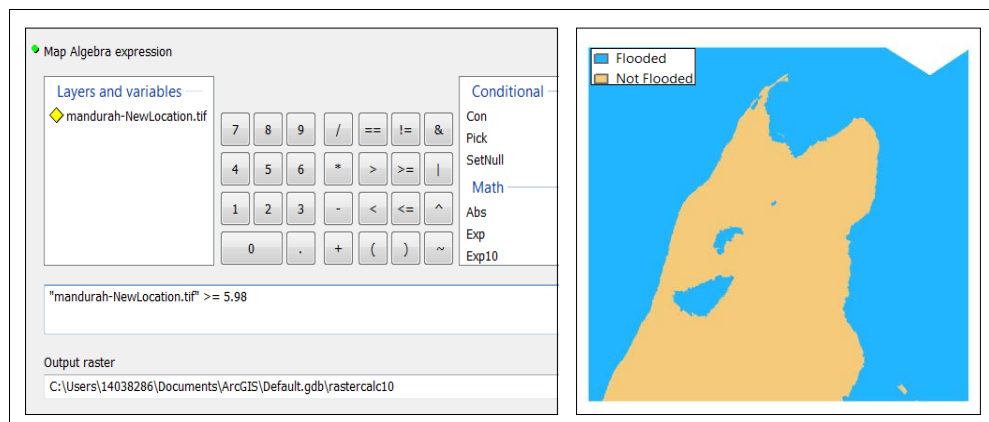 Map Algebra expression
Layers and variables
mandurah-NewLocation.tif
7 8 9 / == != &
4 5 6 * > >= |
1 2 3 - < <= ^
0 . + ( ) ~
Conditional
Con
Pick
SetNull
Math
Abs
Exp
Exp10
"mandurah-NewLocation.tif" >= 5.98
Output raster
C:\Users\14038286\Documents\ArcGIS\Default.gdb\rastercalc10
Flooded
Not Flooded